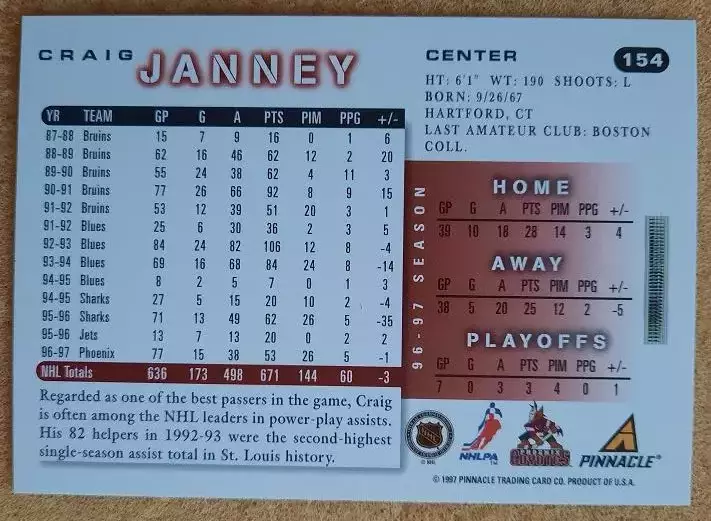 CRAIG JANNEY
CENTER
154
HT: 6'1" WT: 190 SHOOTS: L
BORN: 9/26/67
HARTFORD, CT
LAST AMATEUR CLUB: BOSTON
COLL.
YR TEAM GP G A PTS PIM PPG +/-
87-88 Bruins 15 7 9 16 0 1 6
88-89 Bruins 62 16 46 62 12 2 20
89-90 Bruins 55 24 38 62 4 11 3
90-91 Bruins 77 26 66 92 8 9 15
91-92 Bruins 53 12 39 51 20 3 1
91-92 Blues 25 6 30 36 2 3 5
92-93 Blues 84 24 82 106 12 8 -4
93-94 Blues 69 16 68 84 24 8 -14
94-95 Blues 8 2 5 7 0 1 3
94-95 Sharks 27 5 15 20 10 2 -4
95-96 Sharks 71 13 49 62 26 5 -35
95-96 Jets 13 7 13 20 0 2 2
96-97 Phoenix 77 15 38 53 26 5 -1
NHL Totals 636 173 498 671 144 60 -3
Regarded as one of the best passers in the game, Craig
is often among the NHL leaders in power-play assists.
His 82 helpers in 1992-93 were the second-highest
single-season assist total in St. Louis history.
96-97 SEASON
HOME
GP G A PTS PIM PPG +/-
39 10 18 28 14 3 4
AWAY
GP G A PTS PIM PPG +/-
38 5 20 25 12 2 -5
PLAYOFFS
GP G A PTS PIM PPG +/-
7 0 3 3 4 0 1
© NHL
NHLPA
PHOENIX
COYOTES
PINNACLE
© 1997 PINNACLE TRADING CARD CO. PRODUCT OF U.S.A.